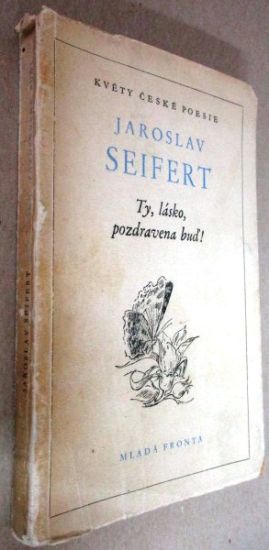 KVĚTY ČESKÉ POESIE
JAROSLAV
SEIFERT
Ty, lásko,
pozdravena buď!
MLADÁ FRONTA
JAROSLAV SEIFERT